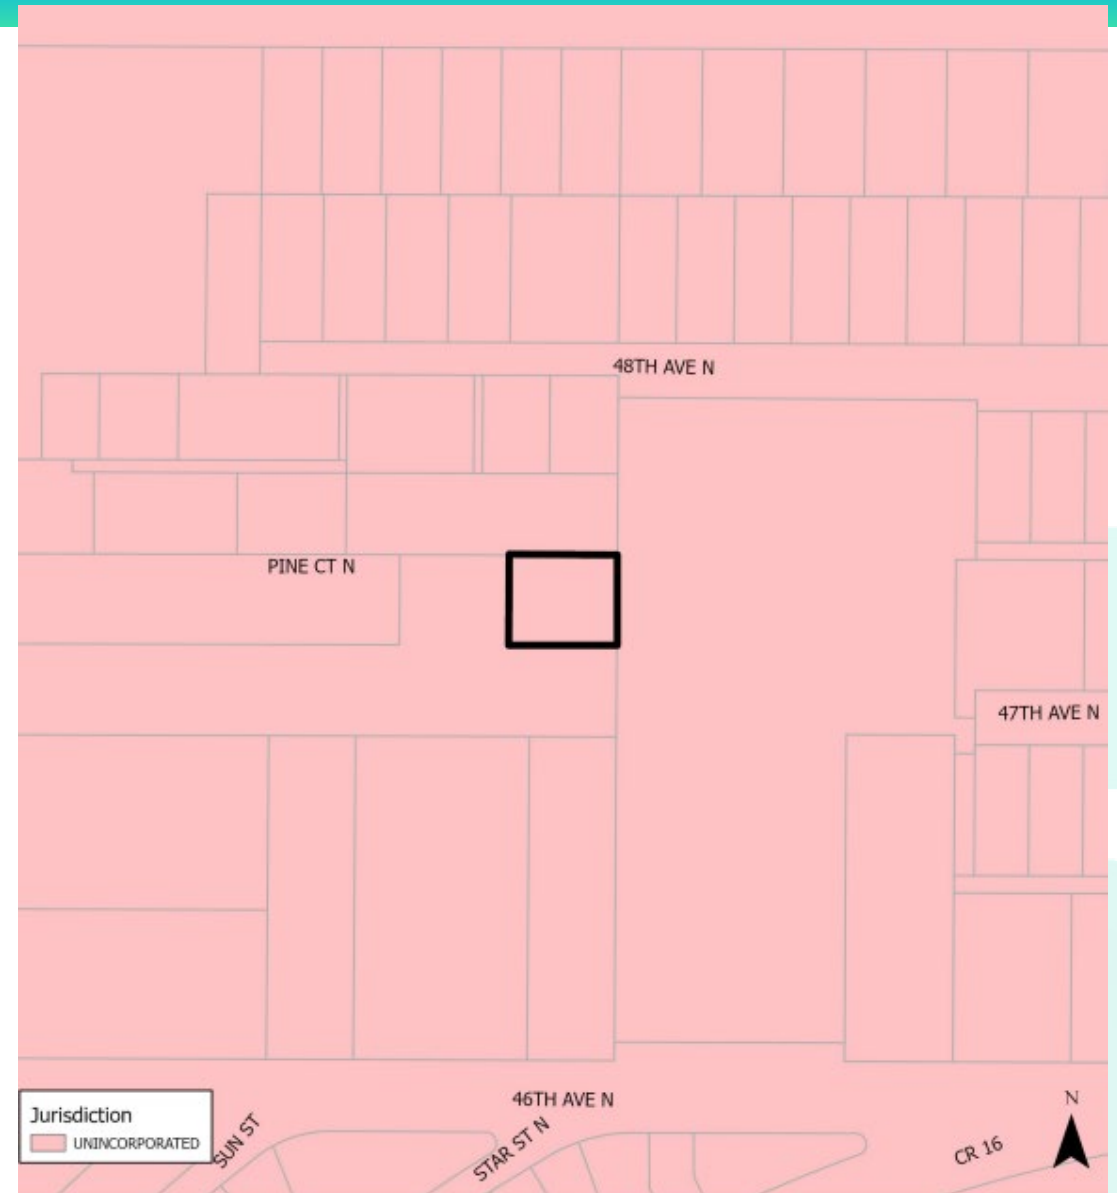 48TH AVE N
PINE CT N
47TH AVE N
46TH AVE N
N
Jurisdiction
UNINCORPORATED
SUN ST
STAR ST N
CR 16